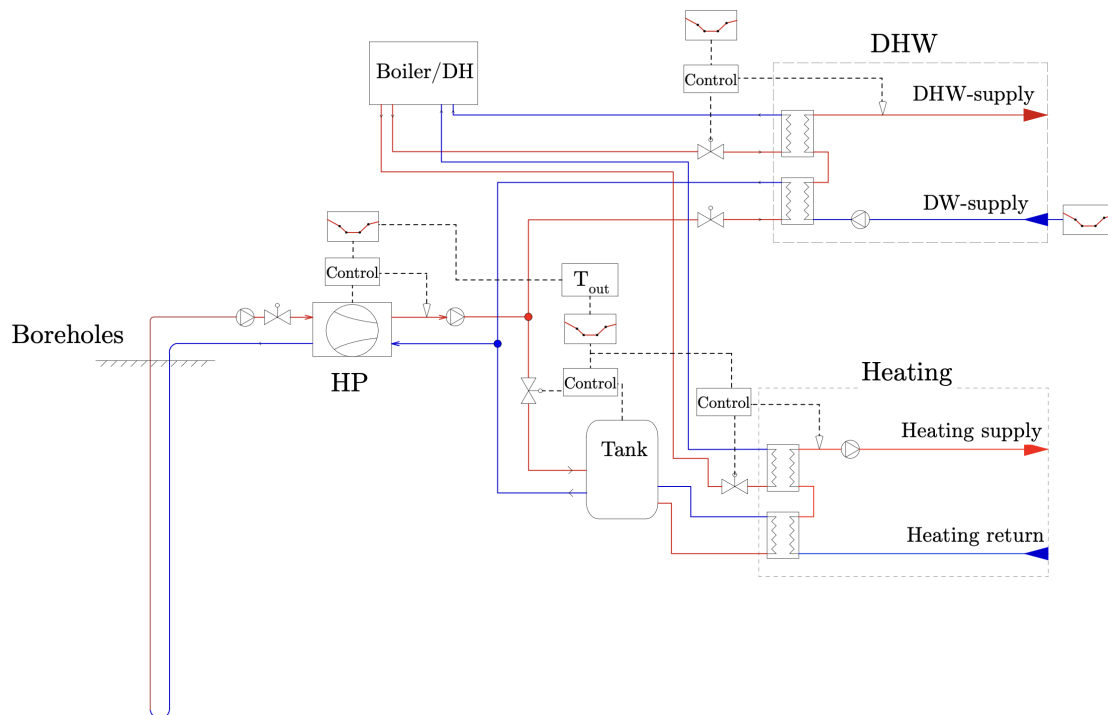 DHW
Boiler/DH
Control
DHW-supply
DW-supply
Control
T_out
Boreholes
HP
Control
Heating
Control
Heating supply
Tank
Heating return